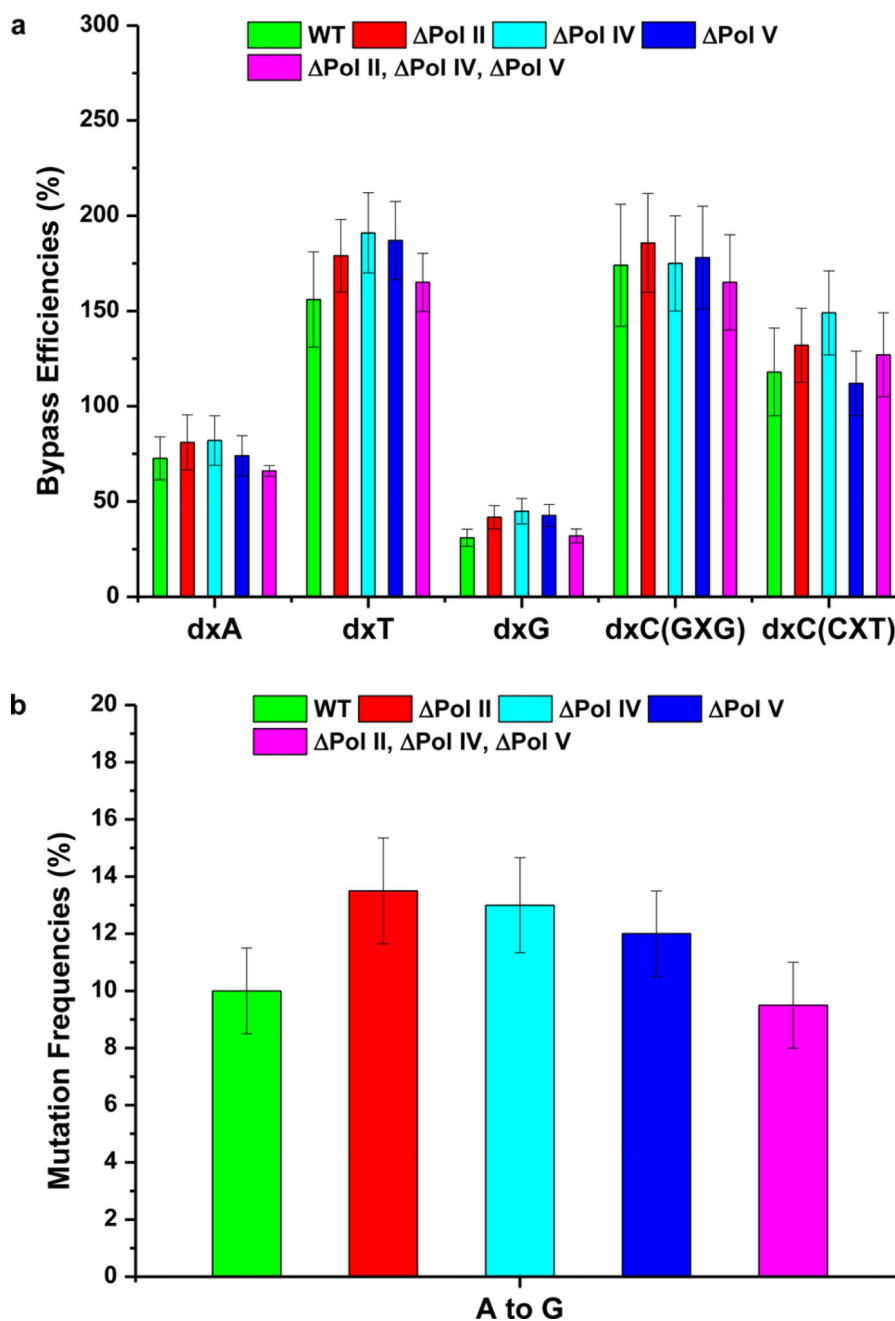 a
300
WT ΔPol II ΔPol IV ΔPol V
ΔPol II, ΔPol IV, ΔPol V
250
200
150
100
50
0
Bypass Efficiencies (%)
dxA dxT dxG dxC(GXG) dxC(CXT)
b
20
WT ΔPol II ΔPol IV ΔPol V
ΔPol II, ΔPol IV, ΔPol V
18
16
14
12
10
8
6
4
2
0
Mutation Frequencies (%)
A to G